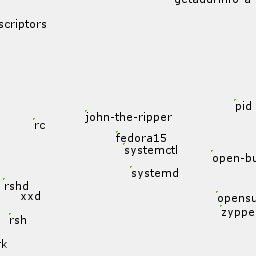 getaddrinfo a
scriptors
pid
john-the-ripper
rc
fedora15
systemctl
open-bu
systemd
rshd
xxd
opensu
zyppe
rsh
rk